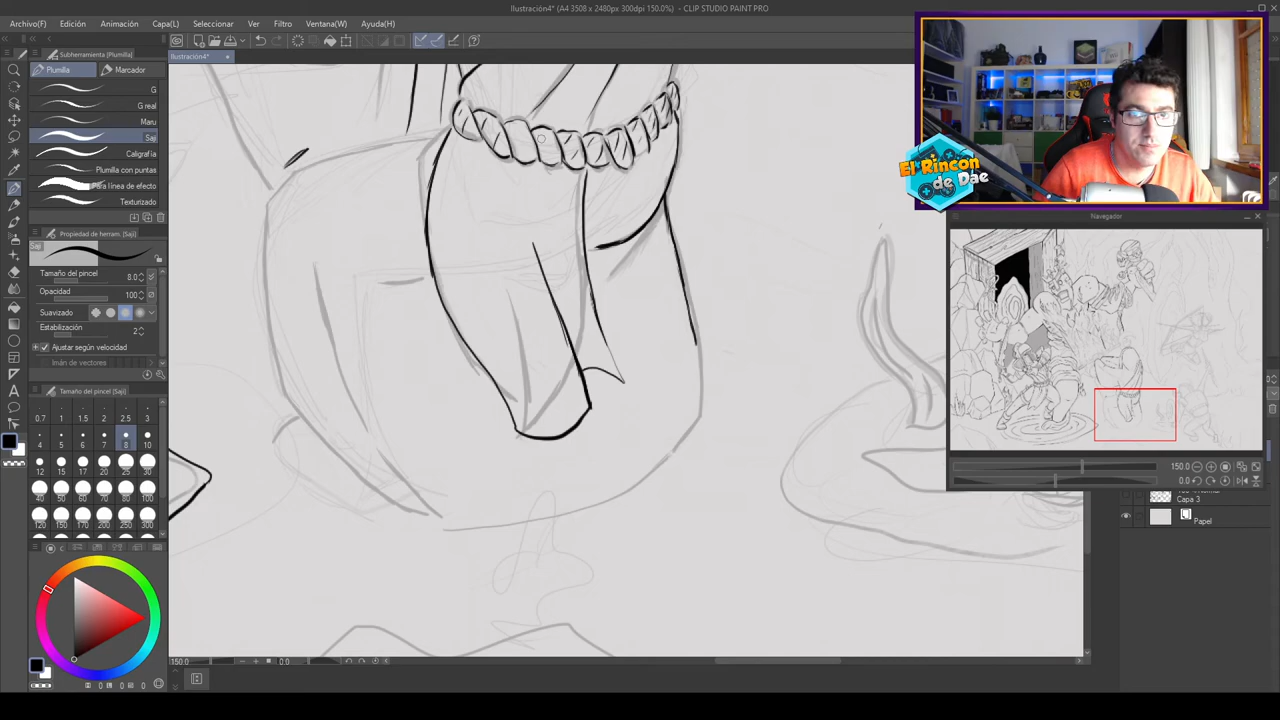 Ilustración4* (A4 3508 x 2480px 300dpi 150.0%) - CLIP STUDIO PAINT PRO
Archivo(F) Edición Animación Capa(L) Seleccionar Ver Filtro Ventana(W) Ayuda(H)
Subherramienta [Plumilla]
Ilustración4*
Plumilla Marcador
G
G real
Maru
Saji
Caligrafía
Plumilla con puntas
Para línea de efecto
Texturizado
Propiedad de herram. (Saji)
Saji
Tamaño del pincel 8.0
Opacidad 100
Suavizado
Estabilización 2
Ajustar según velocidad
Imán de vectores
Tamaño del pincel [Saji]
0.7 1 1.5 2 2.5 3
4 5 6 7 8 10
12 15 17 20 25 30
40 50 60 70 80 100
120 150 170 200 250 300
150.0 0.0
El Rincon
de Dae
Navegador
150.0
0.0
Capa 3
Papel